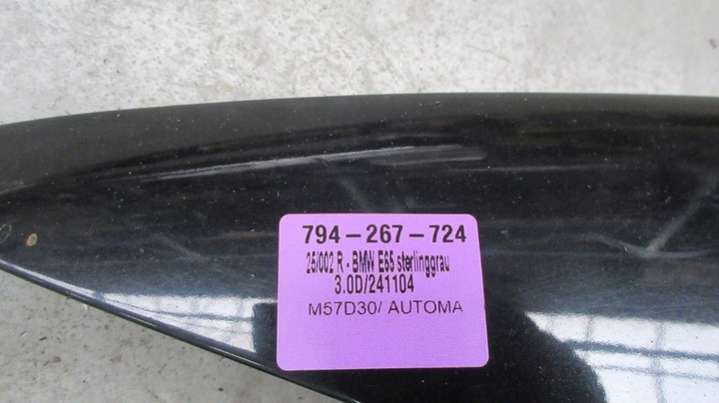 794-267-724
25/002 R - BMW E65 sterlinggrau
3.0D/241104
M57D30/ AUTOMA